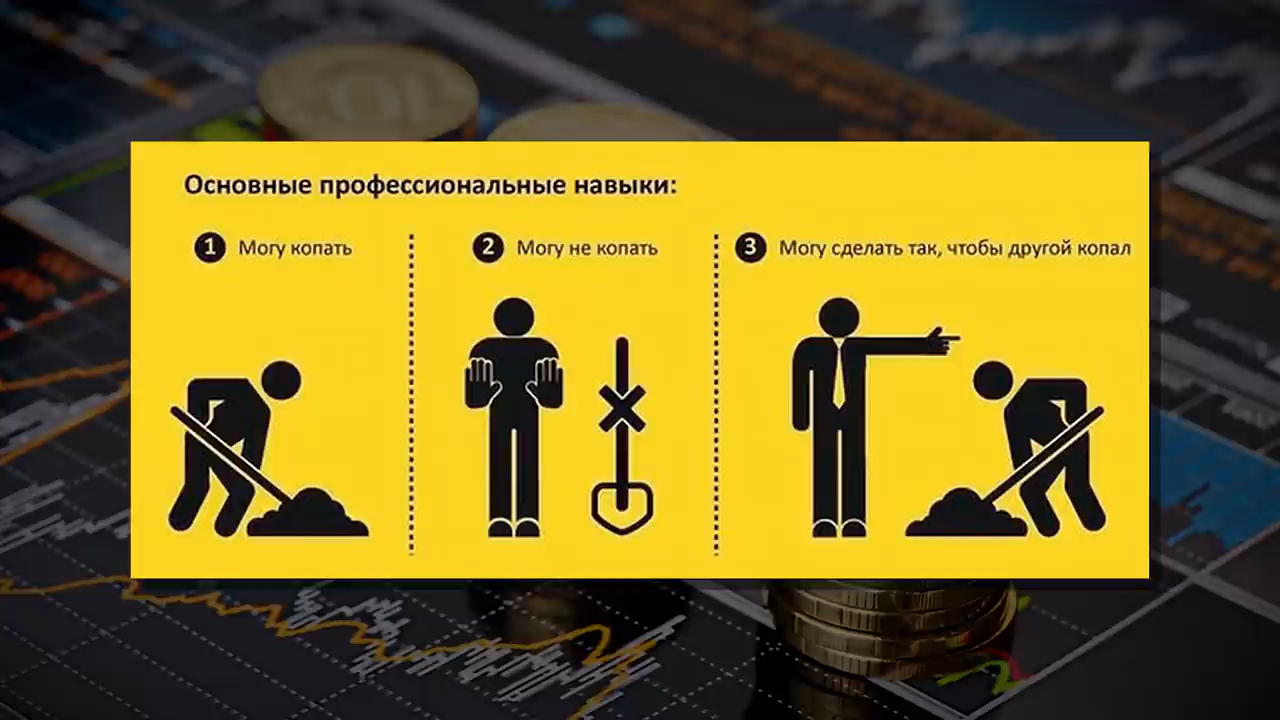 Основные профессиональные навыки:
1 Могу копать
2 Могу не копать
3 Могу сделать так, чтобы другой копал